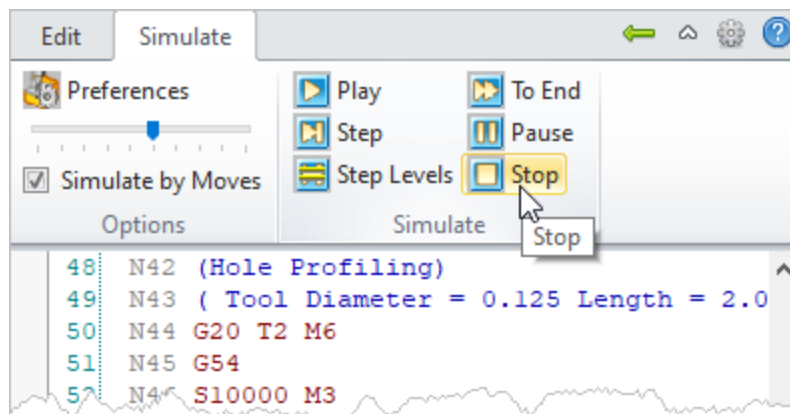 Edit Simulate
Preferences
Simulate by Moves
Options
Play To End
Step Pause
Step Levels Stop
Simulate
Stop
48 N42 (Hole Profiling)
49 N43 ( Tool Diameter = 0.125 Length = 2.0
50 N44 G20 T2 M6
51 N45 G54
52 N46 S10000 M3